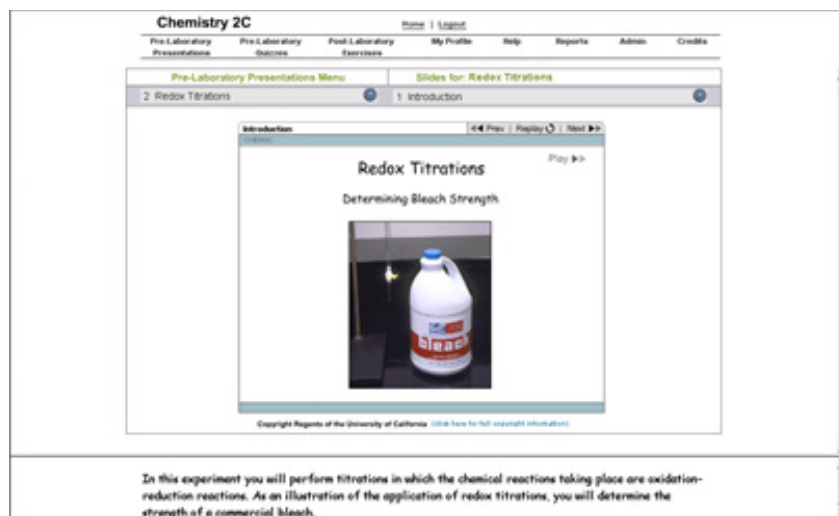 Chemistry 2C
Home | Logout
Pre-Laboratory Presentations
Pre-Laboratory Quizzes
Post-Laboratory Exercises
My Profile
Help
Reports
Admin
Credits
Pre-Laboratory Presentations Menu
Slides for: Redox Titrations
2 Redox Titrations
1 Introduction
Introduction
Prev | Replay | Next
CHEM2C
Play
Redox Titrations
Determining Bleach Strength
bleach
Copyright Regents of the University of California (click here for full copyright information)
In this experiment you will perform titrations in which the chemical reactions taking place are oxidation-
reduction reactions. As an illustration of the application of redox titrations, you will determine the
strength of a commercial bleach.